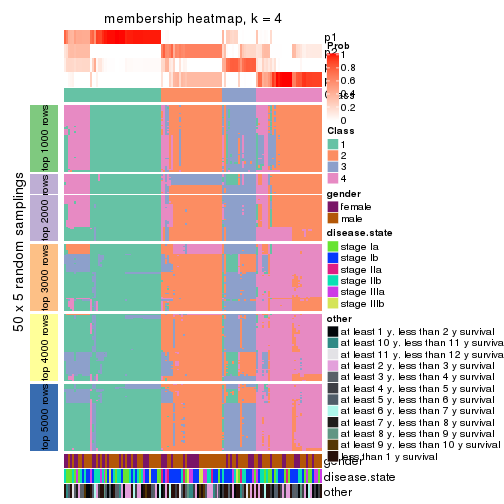 membership heatmap, k = 4
p1
p2
Prob
1
0.8
0.6
0.4
0.2
0
Class
1
2
3
4
gender
female
male
disease.state
stage Ia
stage Ib
stage IIa
stage IIb
stage IIIa
stage IIIb
other
at least 1 y. less than 2 y survival
at least 10 y. less than 11 y surviva
at least 11 y. less than 12 y surviva
at least 2 y. less than 3 y survival
at least 3 y. less than 4 y survival
at least 4 y. less than 5 y survival
at least 5 y. less than 6 y survival
at least 6 y. less than 7 y survival
at least 7 y. less than 8 y survival
at least 8 y. less than 9 y survival
at least 9 y. less than 10 y survival
less than 1 y survival
50 x 5 random samplings
top 1000 rows
rows
top 2000 rows
top 3000 rows
top 4000 rows
top 5000 rows
gender
disease.state
other